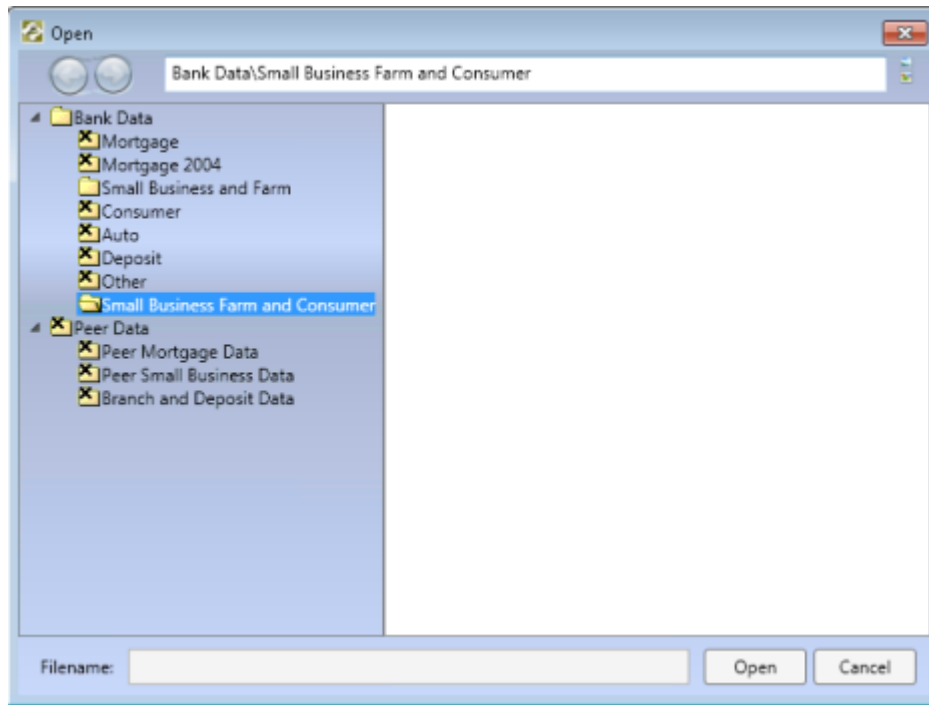 Open
Bank Data\Small Business Farm and Consumer
Bank Data
Mortgage
Mortgage 2004
Small Business and Farm
Consumer
Auto
Deposit
Other
Small Business Farm and Consumer
Peer Data
Peer Mortgage Data
Peer Small Business Data
Branch and Deposit Data
Filename:
Open Cancel